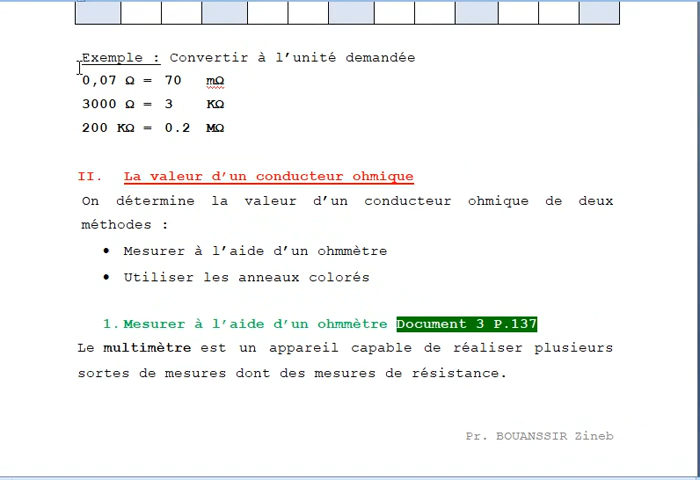 Exemple : Convertir à l’unité demandée
0,07 Ω = 70 mΩ
3000 Ω = 3 KΩ
200 KΩ = 0.2 MΩ
II. La valeur d’un conducteur ohmique
On détermine la valeur d’un conducteur ohmique de deux
méthodes :
• Mesurer à l’aide d’un ohmmètre
• Utiliser les anneaux colorés
1. Mesurer à l’aide d’un ohmmètre Document 3 P.137
Le multimètre est un appareil capable de réaliser plusieurs
sortes de mesures dont des mesures de résistance.
Pr. BOUANSSIR Zineb